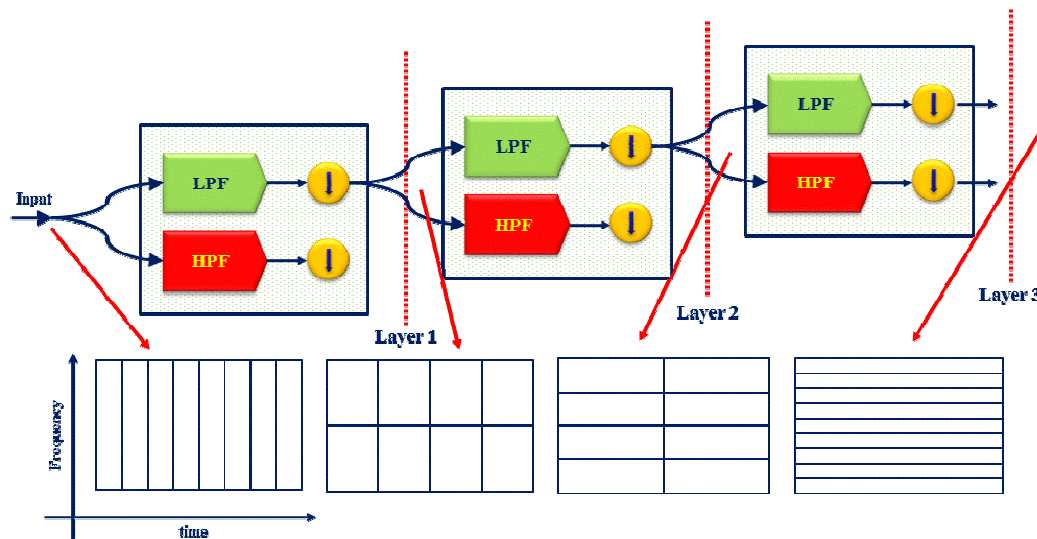 Input
LPF
HPF
Layer 1
LPF
HPF
Layer 2
LPF
HPF
Layer 3
Frequency
time